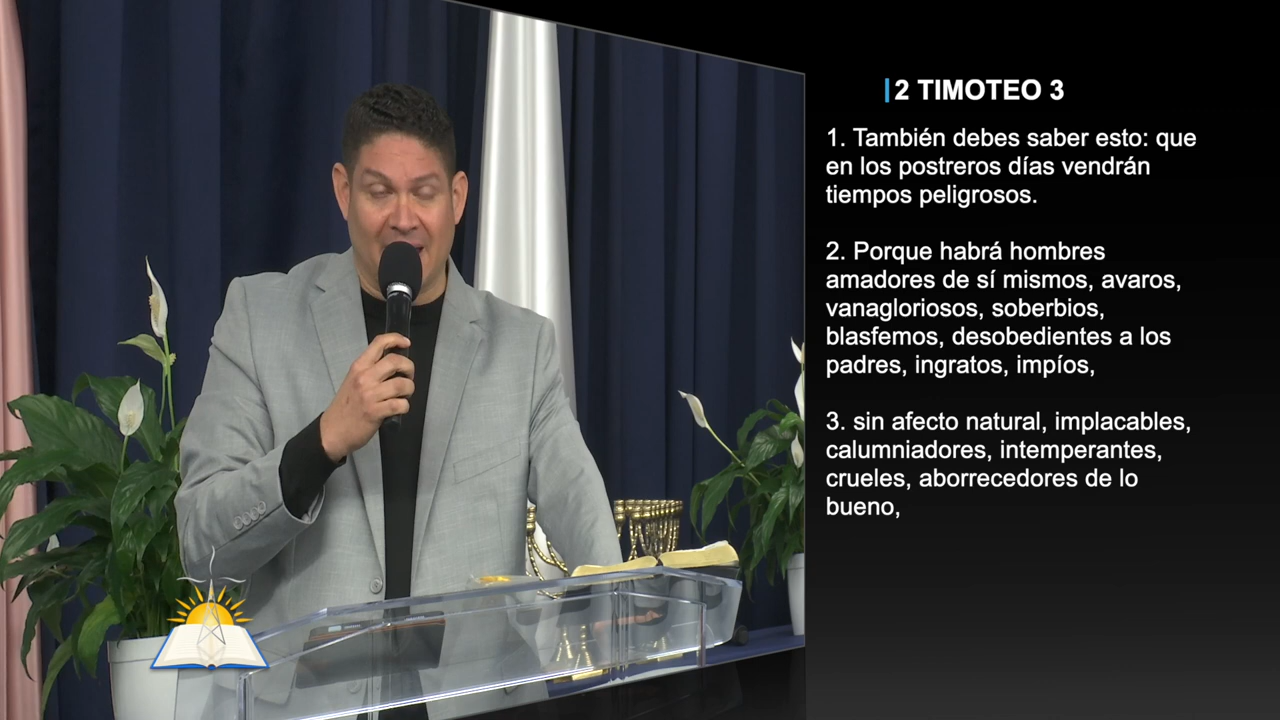 2 TIMOTEO 3
1. También debes saber esto: que
en los postreros días vendrán
tiempos peligrosos.
2. Porque habrá hombres
amadores de sí mismos, avaros,
vanagloriosos, soberbios,
blasfemos, desobedientes a los
padres, ingratos, impíos,
3. sin afecto natural, implacables,
calumniadores, intemperantes,
crueles, aborrecedores de lo
bueno,